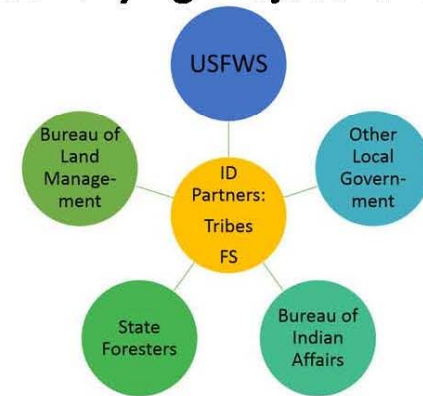 USFWS
Bureau of
Land
Manage-
ment
Other
Local
Govern-
ment
ID
Partners:
Tribes
FS
State
Foresters
Bureau of
Indian
Affairs